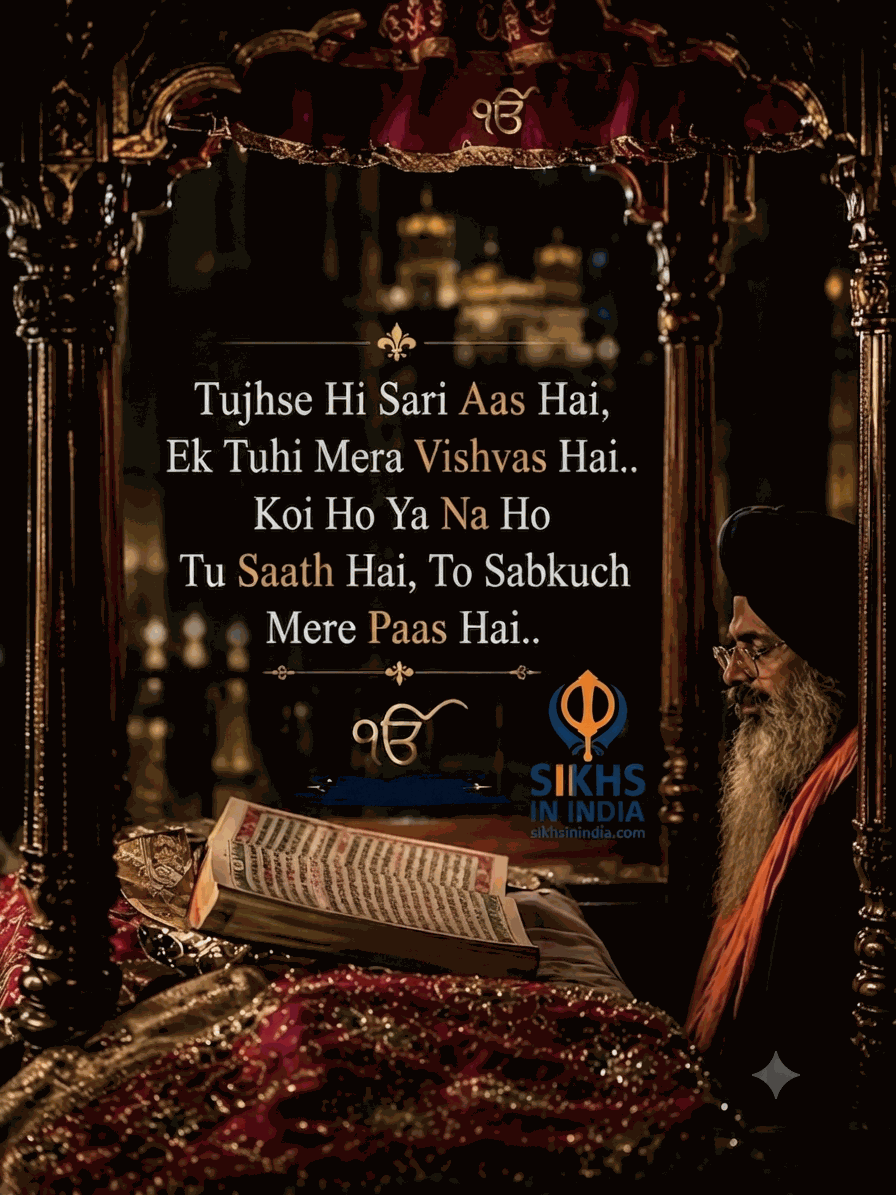 ੴ
Tujhse Hi Sari Aas Hai,
Ek Tuhi Mera Vishvas Hai..
Koi Ho Ya Na Ho
Tu Saath Hai, To Sabkuch
Mere Paas Hai..
ੴ
SIKHS
IN INDIA
sikhsinindia.com